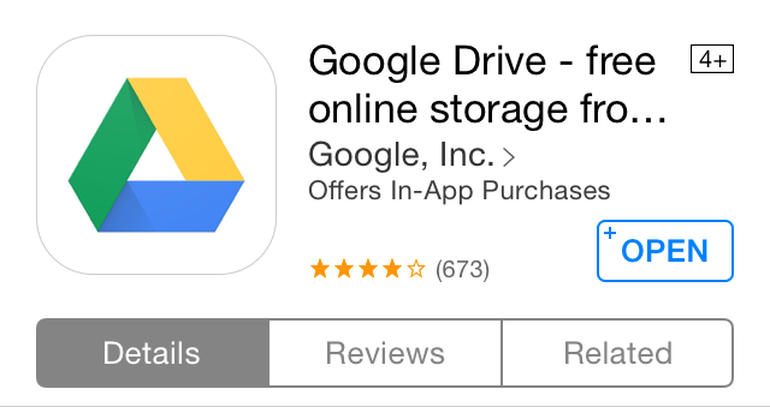 Google Drive - free
4+
online storage fro...
Google, Inc. >
Offers In-App Purchases
+ OPEN
★★★★☆ (673)
Details
Reviews
Related